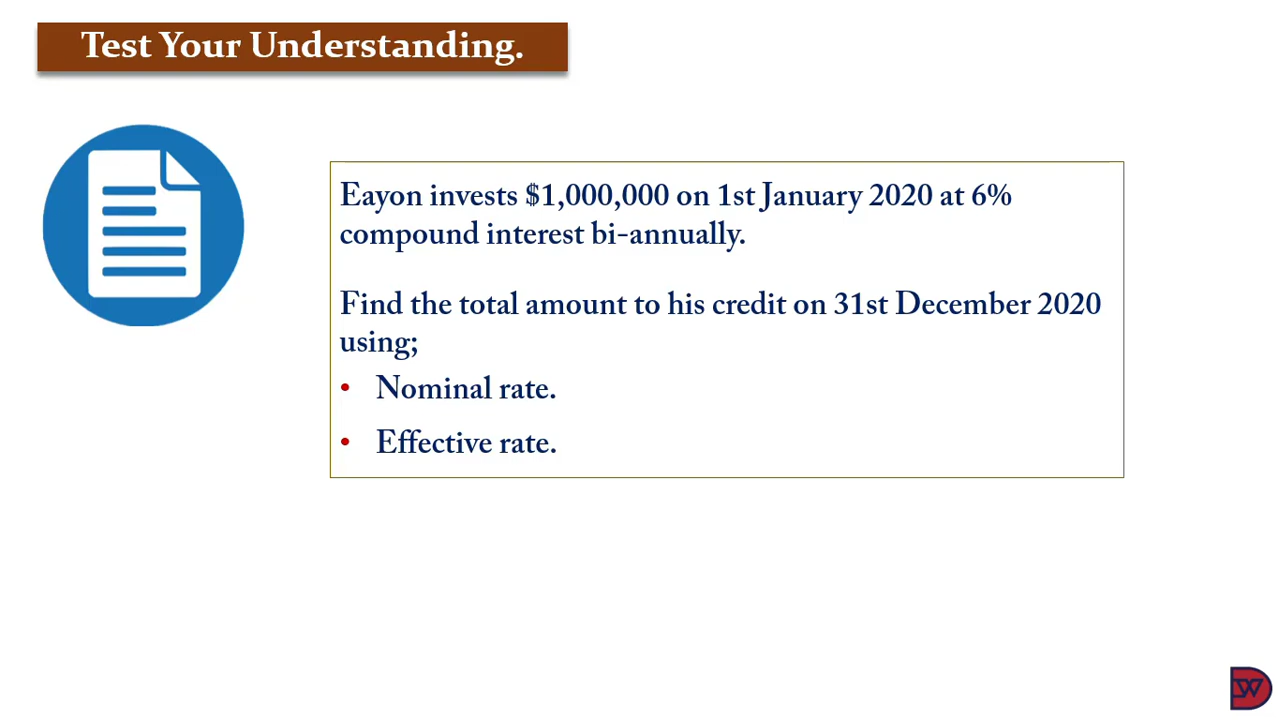 Test Your Understanding.
Eayon invests $1,000,000 on 1st January 2020 at 6%
compound interest bi-annually.
Find the total amount to his credit on 31st December 2020
using;
• Nominal rate.
• Effective rate.
DW